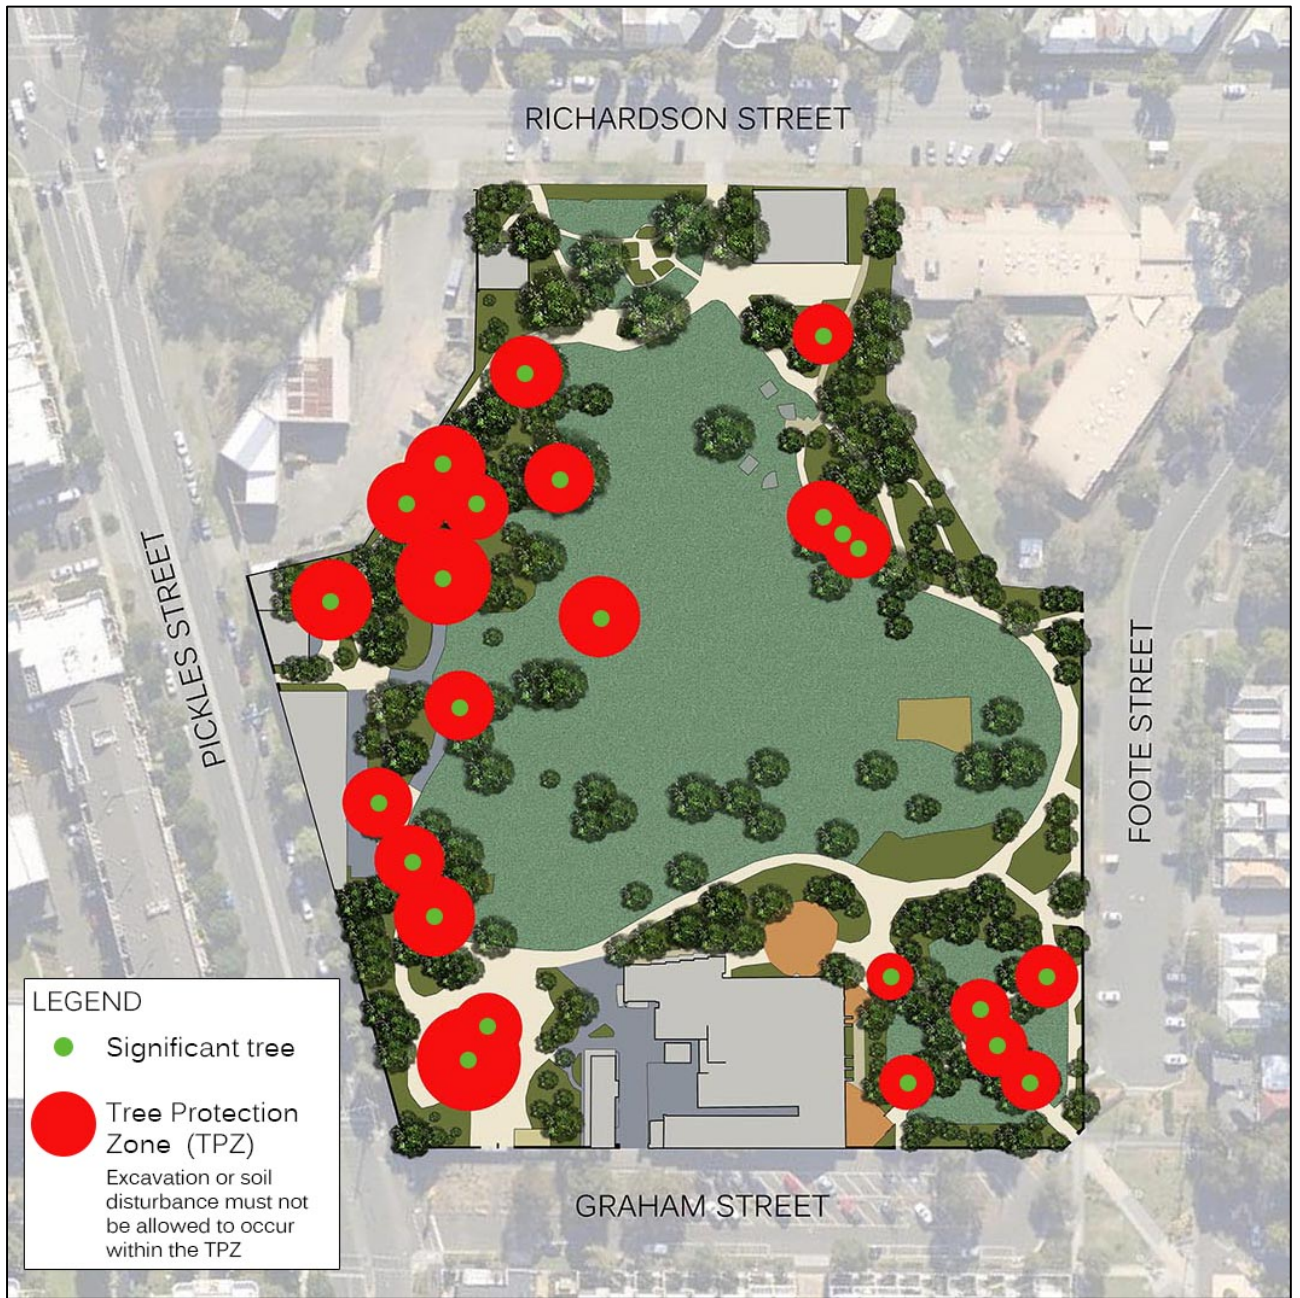 RICHARDSON STREET
PICKLES STREET
FOOTE STREET
LEGEND
Significant tree
Tree Protection
Zone (TPZ)
Excavation or soil
disturbance must not
be allowed to occur
within the TPZ
GRAHAM STREET